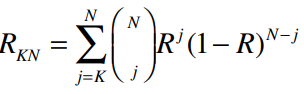 $R_{KN} = \sum_{j=K}^{N} \binom{N}{j} R^{j} (1 - R)^{N-j}$